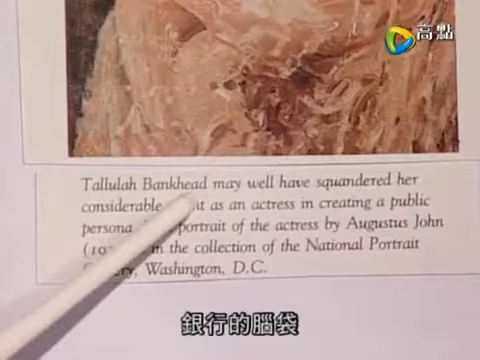 高點
Tallulah Bankhead may well have squandered her
considerable as an actress in creating a public
persona portrait of the actress by Augustus John
in the collection of the National Portrait
Washington, D.C.
銀行的腦袋